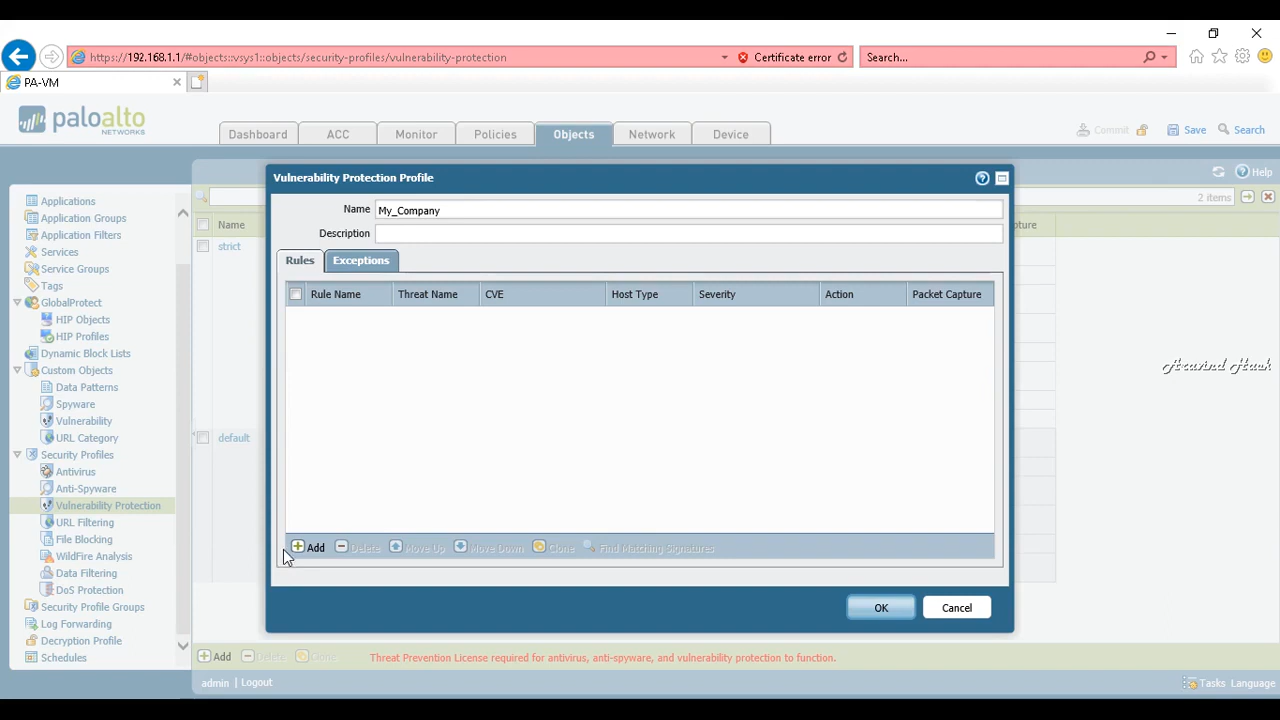 https://192.168.1.1/#objects::vsys1::objects/security-profiles/vulnerability-protection
Certificate error
Search...
PA-VM
paloalto
NETWORKS
Dashboard
ACC
Monitor
Policies
Objects
Network
Device
Commit
Save
Search
Help
2 items
Applications
Application Groups
Application Filters
Services
Service Groups
Tags
GlobalProtect
HIP Objects
HIP Profiles
Dynamic Block Lists
Custom Objects
Data Patterns
Spyware
Vulnerability
URL Category
Security Profiles
Antivirus
Anti-Spyware
Vulnerability Protection
URL Filtering
File Blocking
WildFire Analysis
Data Filtering
DoS Protection
Security Profile Groups
Log Forwarding
Decryption Profile
Schedules
Name
strict
default
Vulnerability Protection Profile
Name My_Company
Description
Rules
Exceptions
Rule Name
Threat Name
CVE
Host Type
Severity
Action
Packet Capture
Add
Delete
Move Up
Move Down
Clone
Find Matching Signatures
OK
Cancel
Aravind Hask
Add
Delete
Clone
Threat Prevention License required for antivirus, anti-spyware, and vulnerability protection to function.
admin | Logout
Tasks
Language